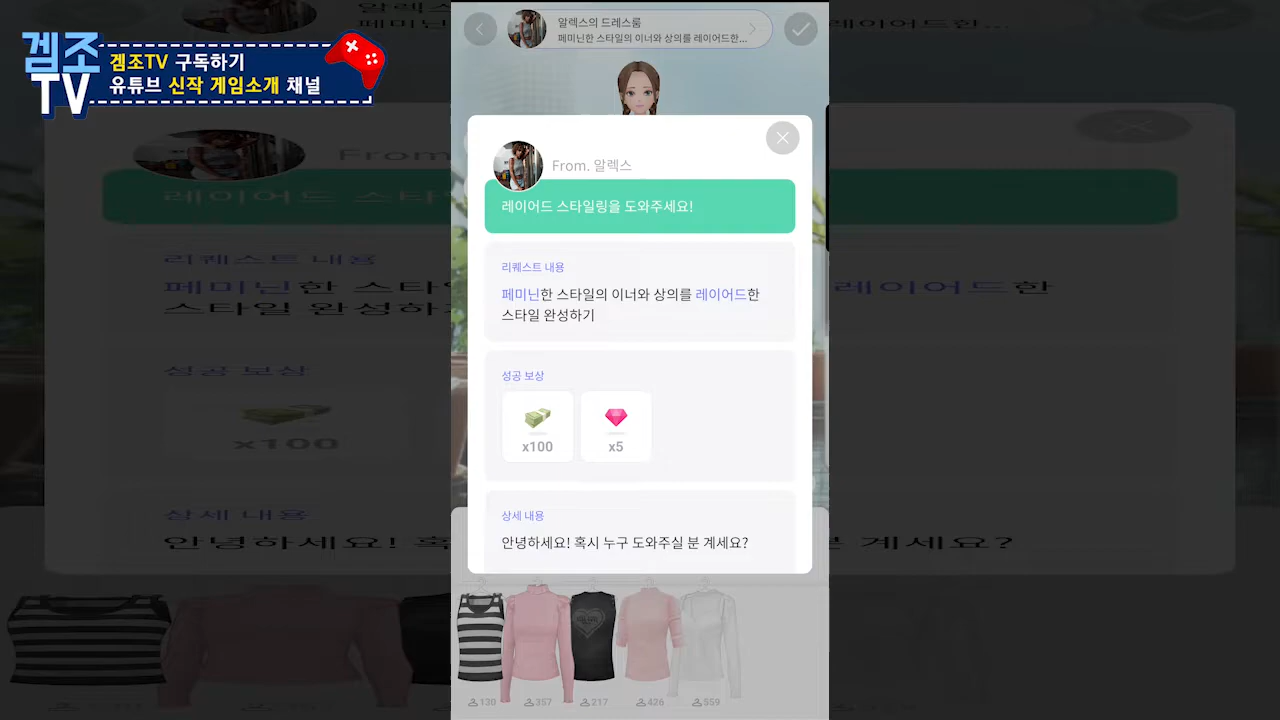 겜조
TV
겜조TV 구독하기
유튜브 신작 게임소개 채널
알렉스의 드레스룸
페미닌한 스타일의 이너와 상의를 레이어드한...
From. 알렉스
레이어드 스타일링을 도와주세요!
리퀘스트 내용
페미닌한 스타일의 이너와 상의를 레이어드한
스타일 완성하기
성공 보상
x100
x5
상세 내용
안녕하세요! 혹시 누구 도와주실 분 계세요?
130
357
217
426
559